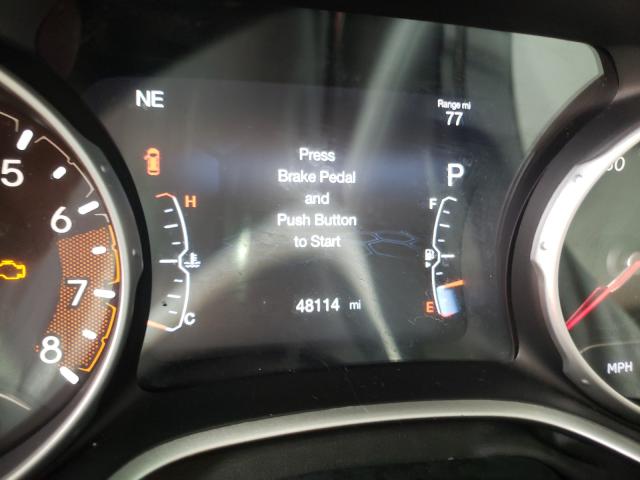 NE
Range mi
77
Press
Brake Pedal
and
Push Button
to Start
P
H
F
C
E
48114 mi
5
6
7
8
MPH